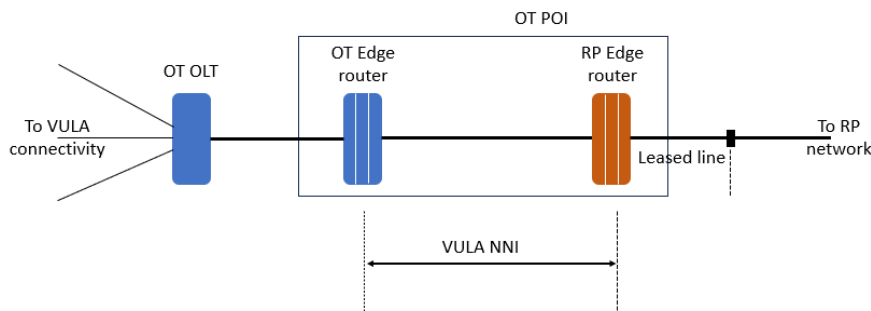 OT POI
OT OLT
OT Edge
router
RP Edge
router
To VULA
connectivity
To RP
network
Leased line
VULA NNI